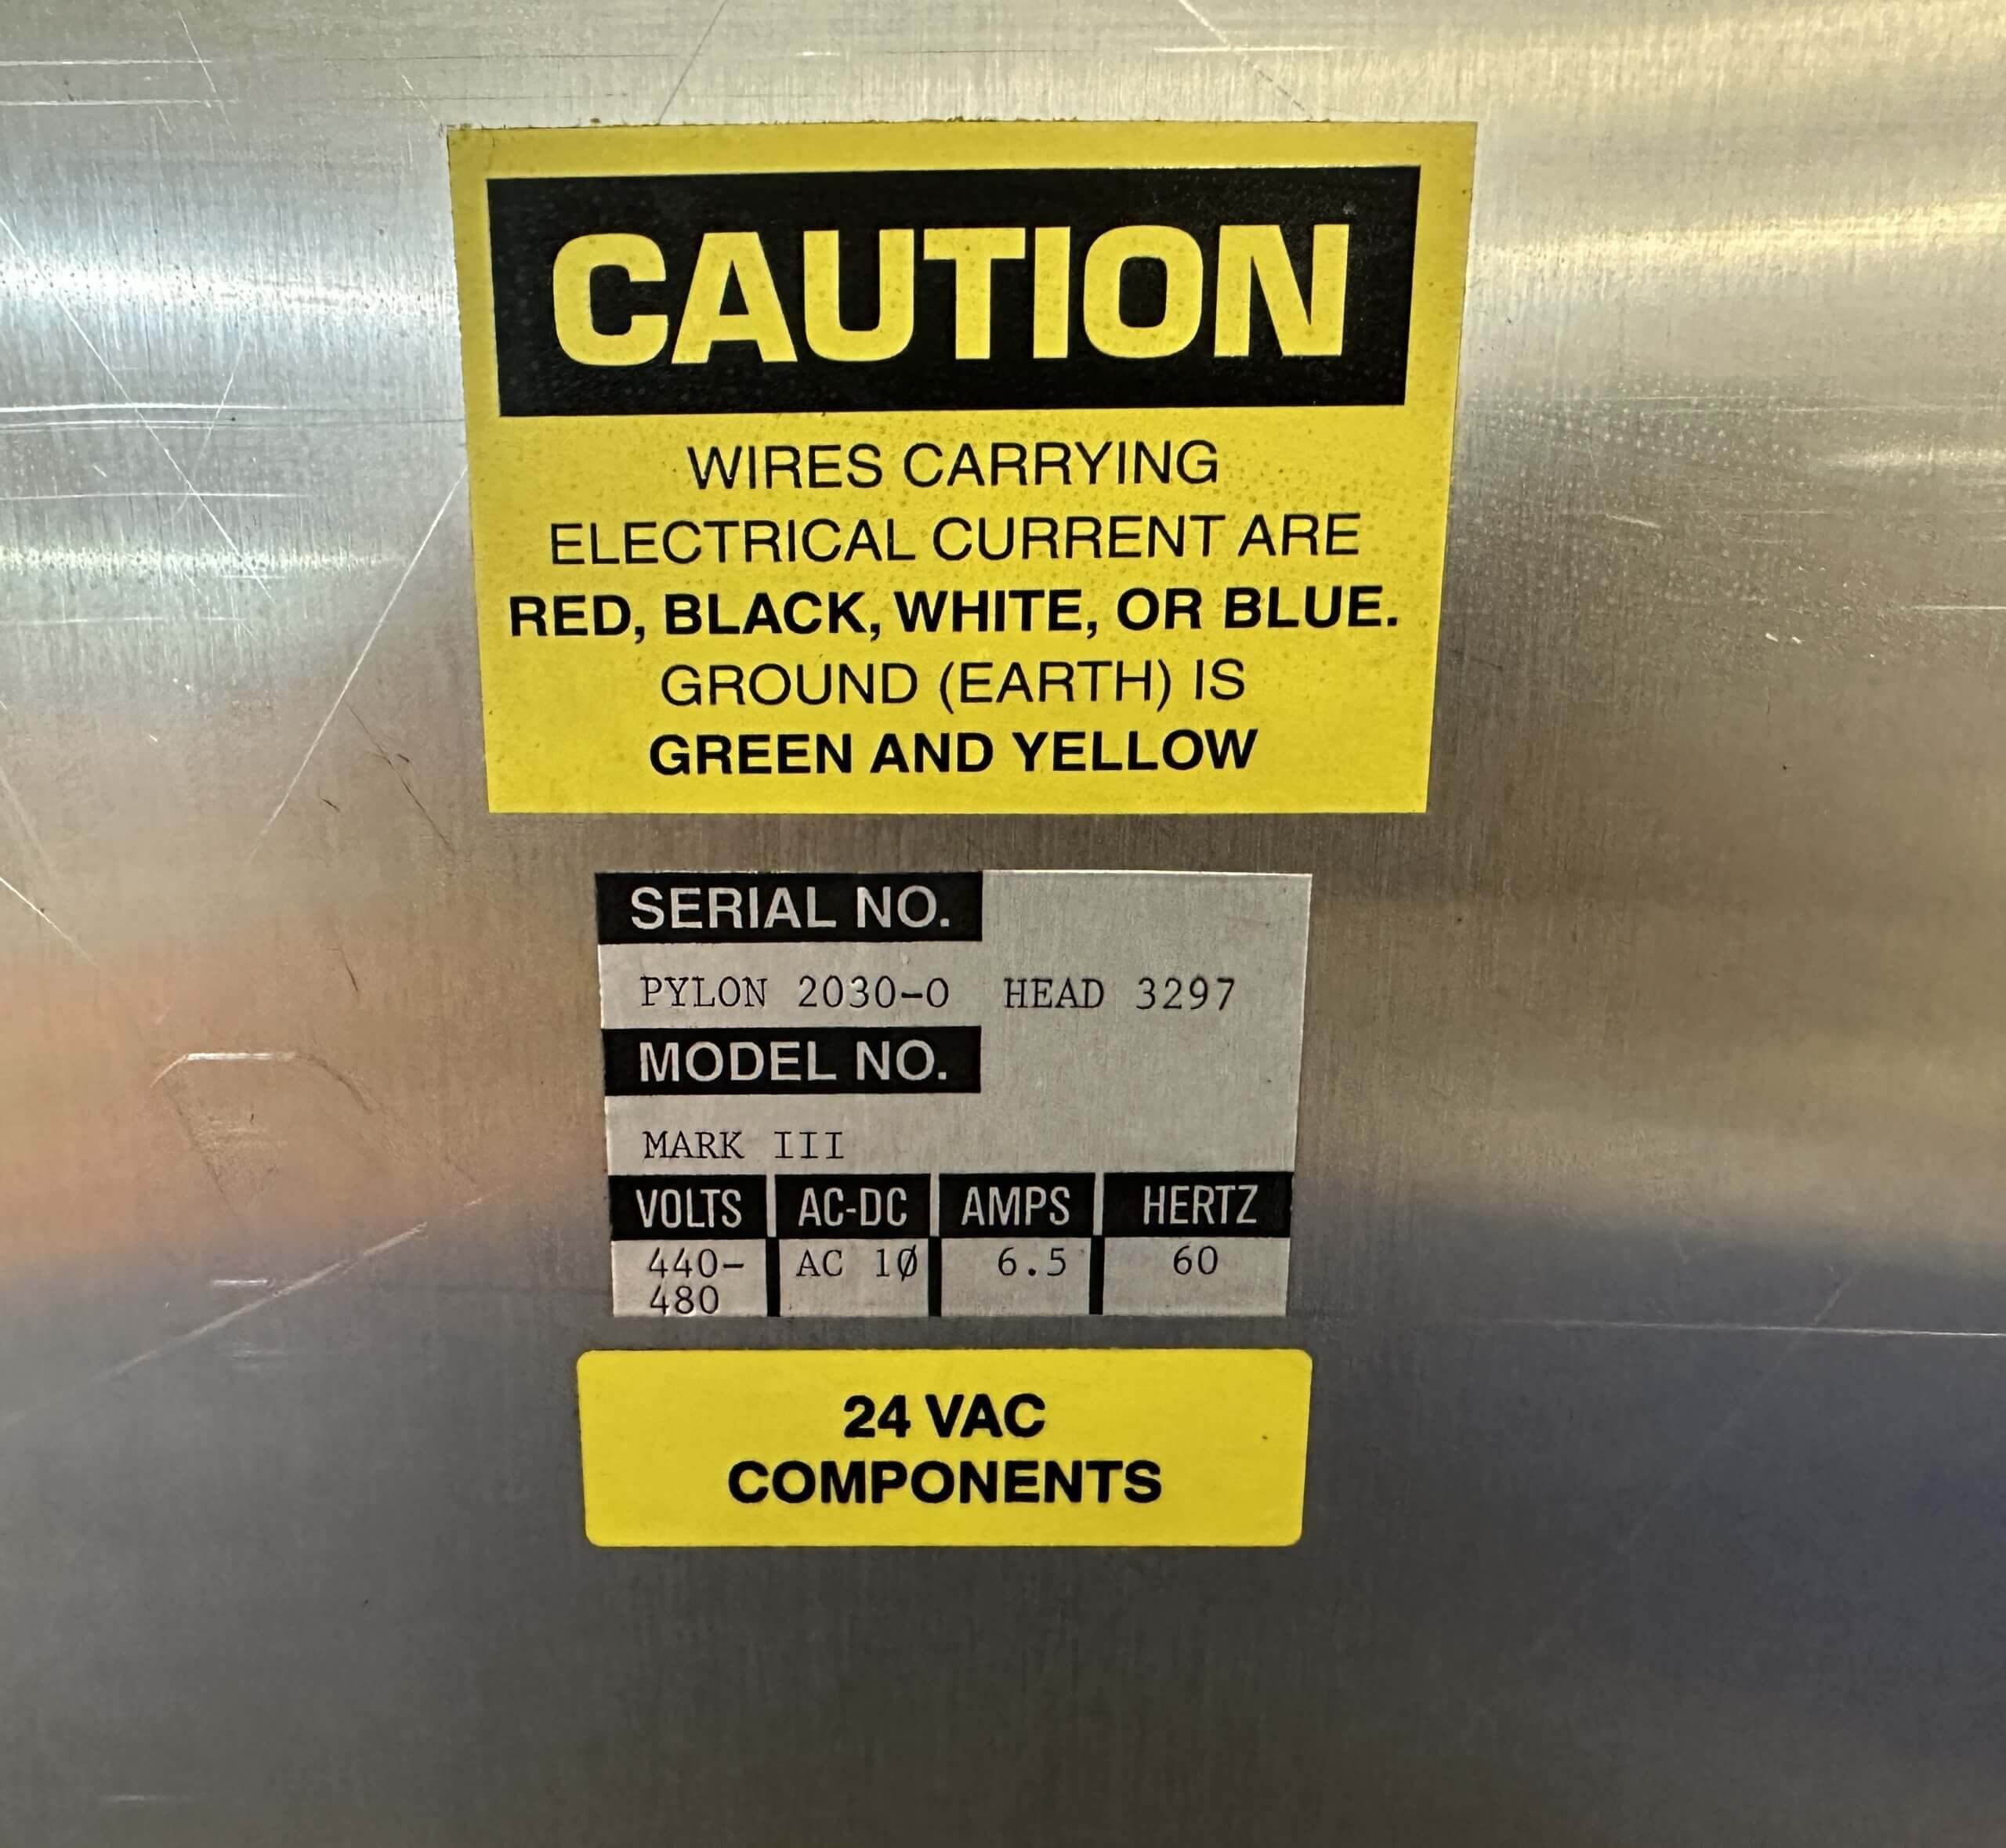 CAUTION
WIRES CARRYING
ELECTRICAL CURRENT ARE
RED, BLACK, WHITE, OR BLUE.
GROUND (EARTH) IS
GREEN AND YELLOW
SERIAL NO.
PYLON 2030-O HEAD 3297
MODEL NO.
MARK III
VOLTS AC-DC AMPS HERTZ
440- AC 1Ø 6.5 60
480
24 VAC
COMPONENTS